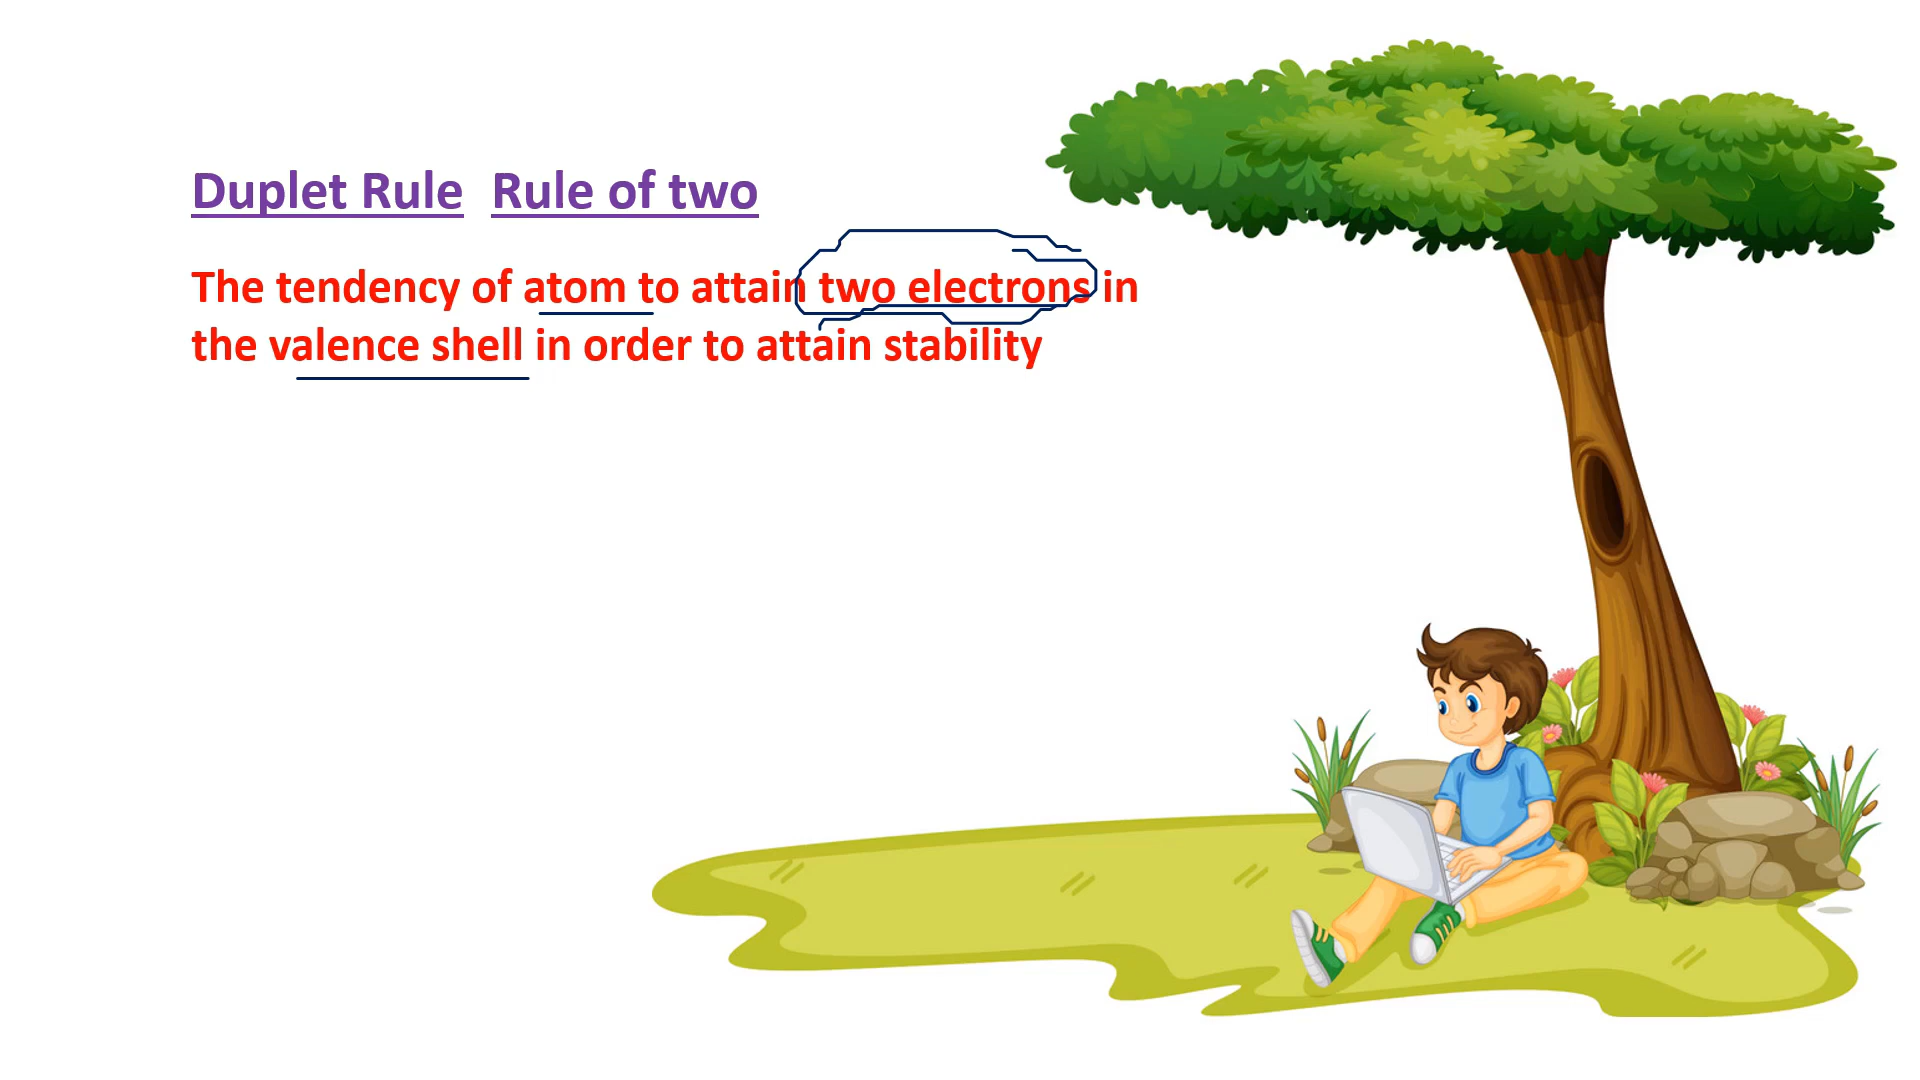 Duplet Rule  Rule of two
The tendency of atom to attain two electrons in
the valence shell in order to attain stability